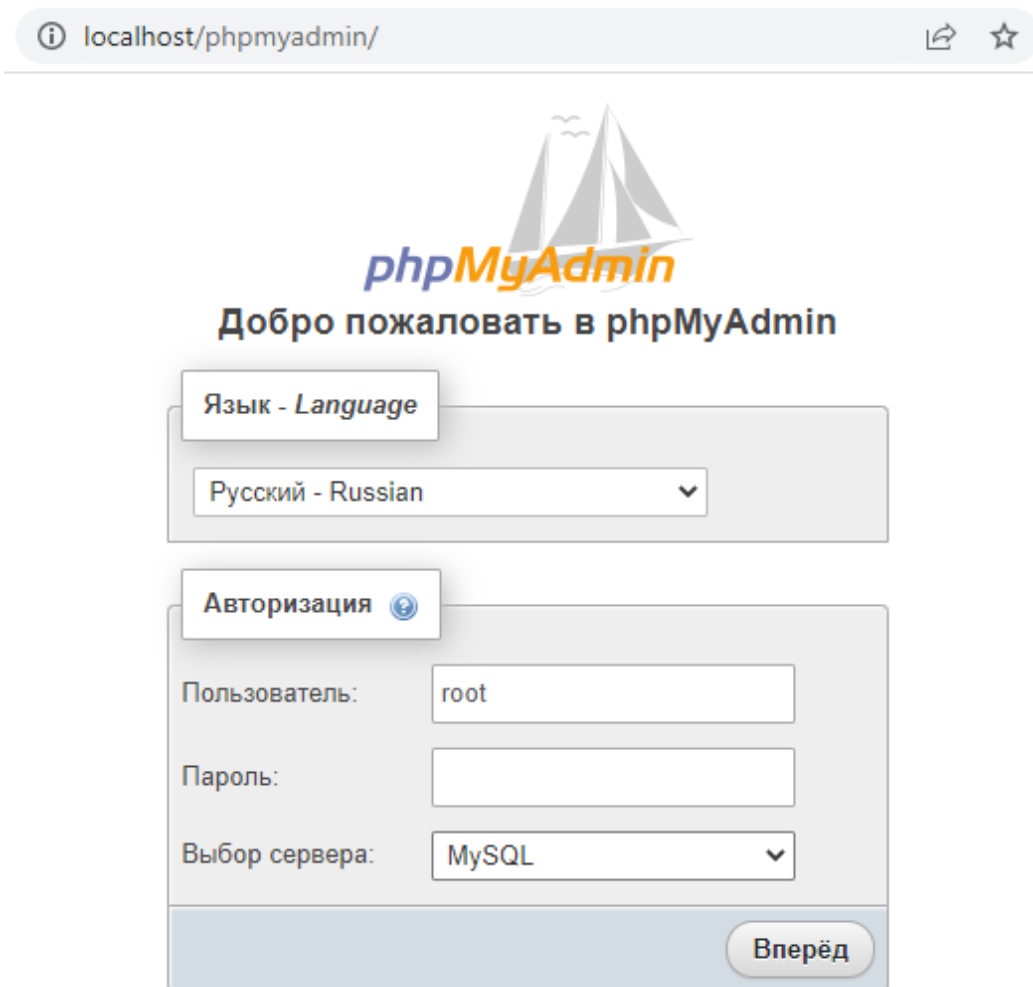 localhost/phpmyadmin/
phpMyAdmin
Добро пожаловать в phpMyAdmin
Язык - Language
Русский - Russian
Авторизация
Пользователь: root
Пароль:
Выбор сервера: MySQL
Вперёд